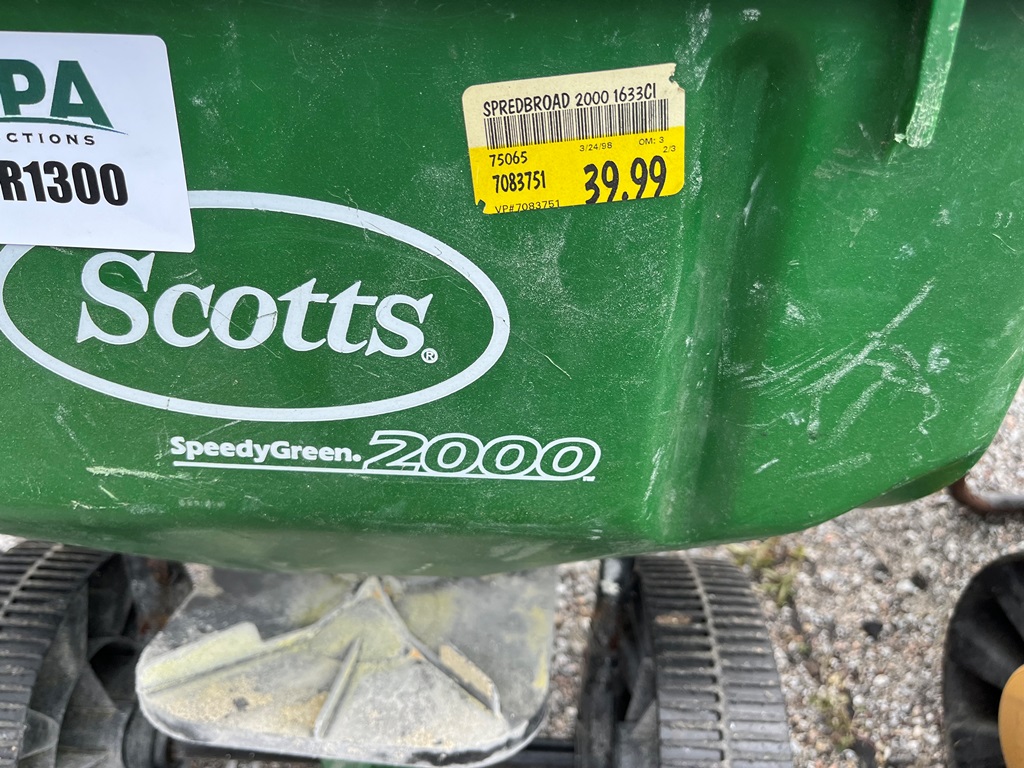 PA
CTIONS
R1300
SPREDBROAD 2000 1633CI
3/24/98 OM: 3
75065 2/3
7083751 39.99
VP#7083751
Scotts®
SpeedyGreen. 2000™